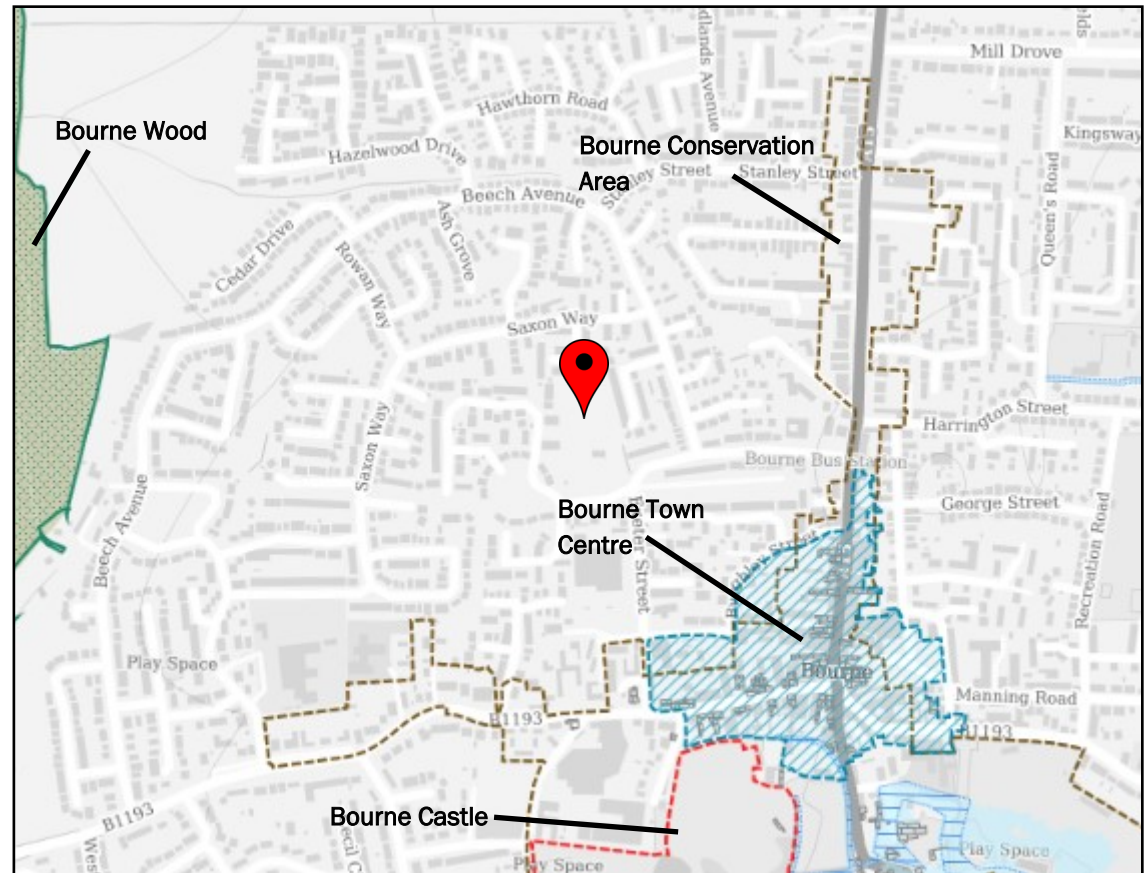 Mill Drove
Hawthorn Road
Kingsway
Bourne Wood
Bourne Conservation
Area
Hazelwood Drive
Stanley Street
Stanley Street
Beech Avenue
Queen's Road
Ash Grove
Cedar Drive
Rowan Way
Saxon Way
Saxon Way
Harrington Street
Bourne Bus Station
George Street
Bourne Town
Centre
Beech Avenue
Recreation Road
Play Space
Bourne
Manning Road
B1193
B1193
B1193
Bourne Castle
Play Space
Play Space